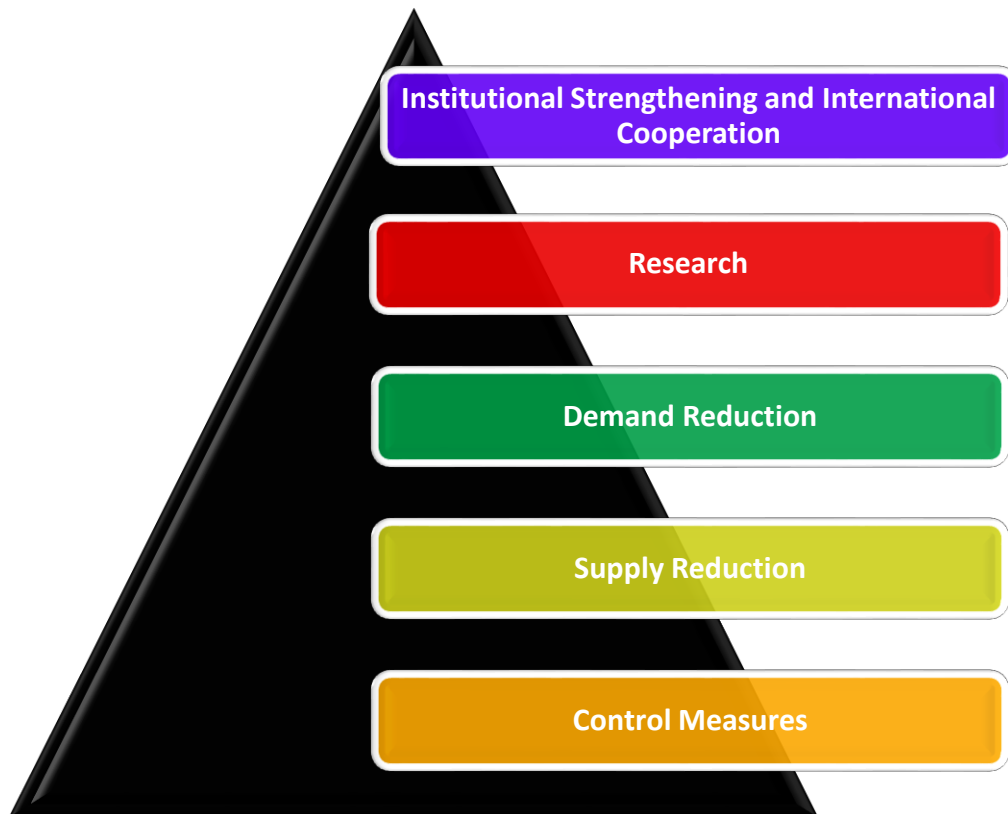 Institutional Strengthening and International
Cooperation
Research
Demand Reduction
Supply Reduction
Control Measures